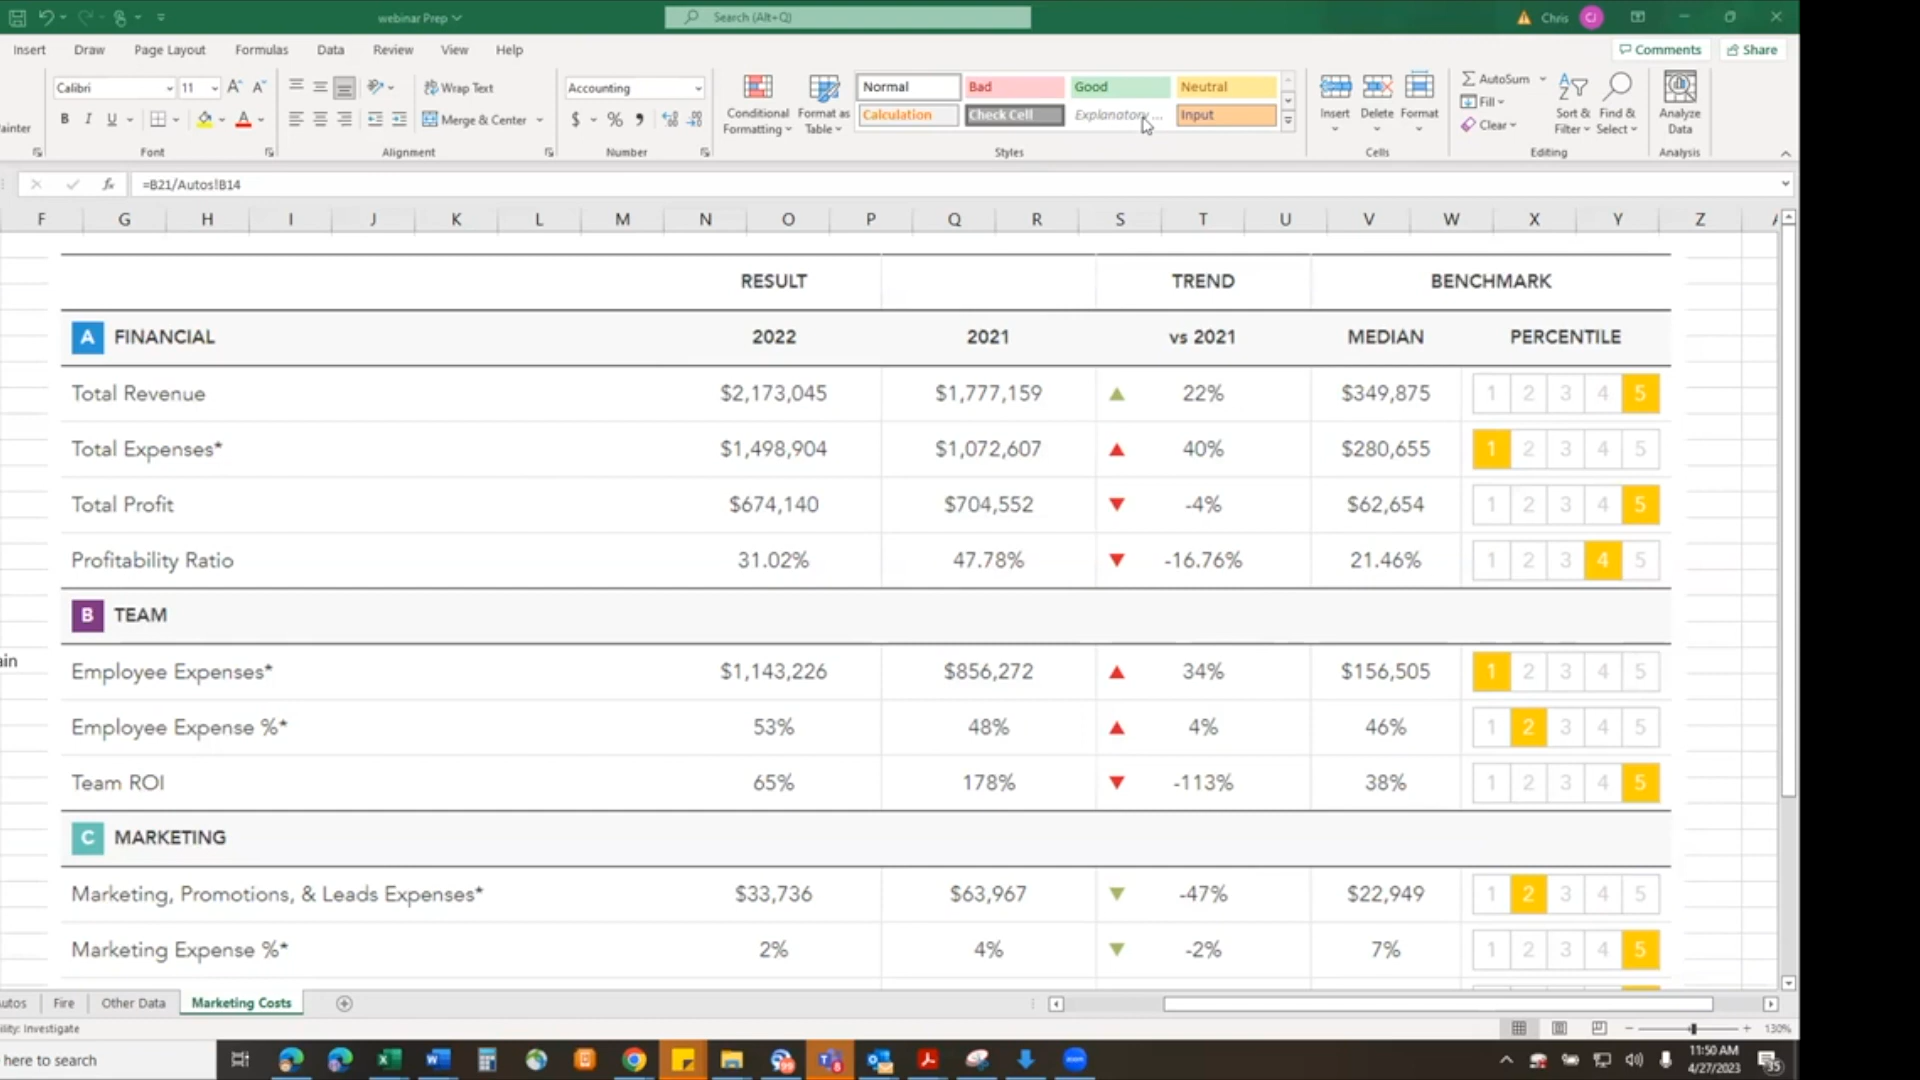 webinar Prep
Search (Alt+Q)
Chris CJ
Insert Draw Page Layout Formulas Data Review View Help Comments Share
Calibri 11 Wrap Text Accounting Normal Bad Good Neutral AutoSum
Conditional Formatting Format as Table Calculation Check Cell Explanatory ... Input Insert Delete Format Fill Clear Sort & Filter Find & Select Analyze Data
B I U A Merge & Center $ %
Font Alignment Number Styles Cells Editing Analysis
fx =B21/Autos!B14
F G H I J K L M N O P Q R S T U V W X Y Z
RESULT TREND BENCHMARK
A FINANCIAL 2022 2021 vs 2021 MEDIAN PERCENTILE
Total Revenue $2,173,045 $1,777,159 22% $349,875 1 2 3 4 5
Total Expenses* $1,498,904 $1,072,607 40% $280,655 1 2 3 4 5
Total Profit $674,140 $704,552 -4% $62,654 1 2 3 4 5
Profitability Ratio 31.02% 47.78% -16.76% 21.46% 1 2 3 4 5
B TEAM
ain
Employee Expenses* $1,143,226 $856,272 34% $156,505 1 2 3 4 5
Employee Expense %* 53% 48% 4% 46% 1 2 3 4 5
Team ROI 65% 178% -113% 38% 1 2 3 4 5
C MARKETING
Marketing, Promotions, & Leads Expenses* $33,736 $63,967 -47% $22,949 1 2 3 4 5
Marketing Expense %* 2% 4% -2% 7% 1 2 3 4 5
utos Fire Other Data Marketing Costs
ility: Investigate 130%
here to search
11:50 AM
4/27/2023